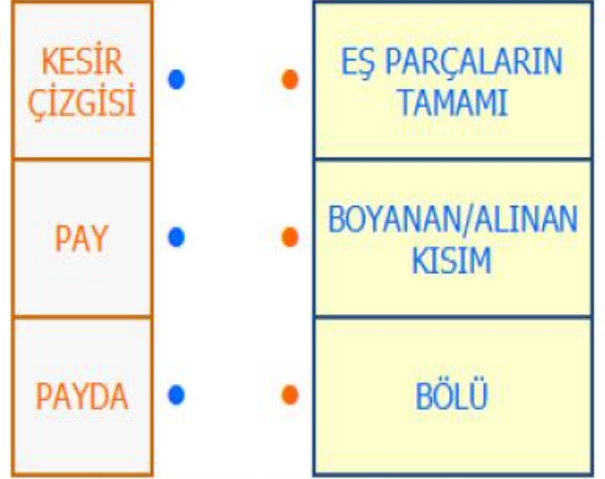 KESİR
ÇİZGİSİ
EŞ PARÇALARIN
TAMAMI
PAY
BOYANAN/ALINAN
KISIM
PAYDA
BÖLÜ